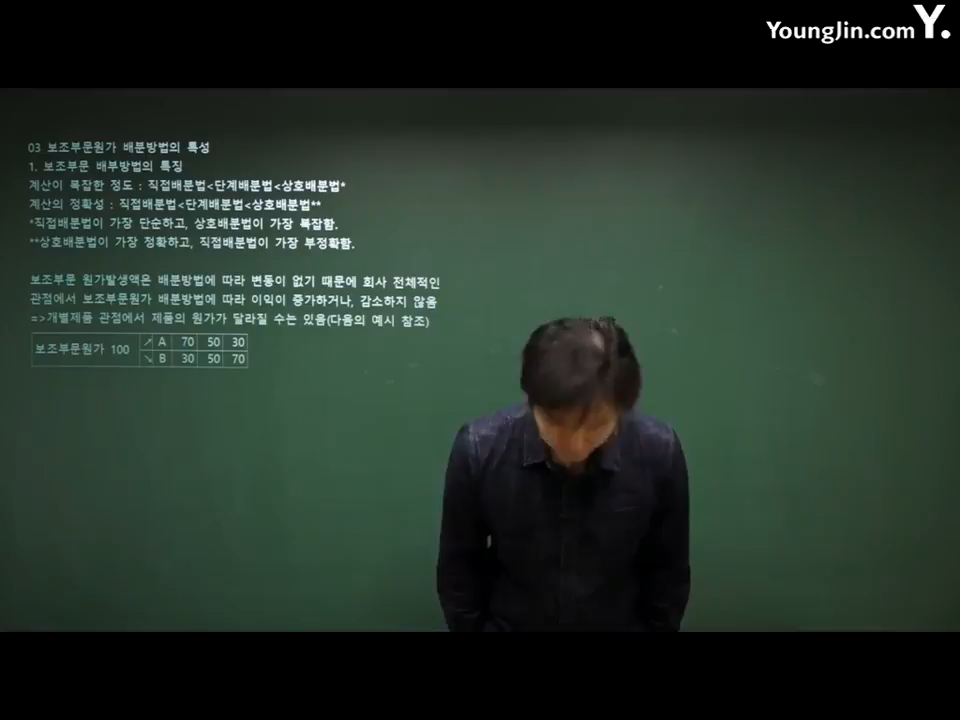 YoungJin.com Y.
03 보조부문원가 배분방법의 특성
1. 보조부문 배부방법의 특징
계산이 복잡한 정도 : 직접배분법<단계배분법<상호배분법*
계산의 정확성 : 직접배분법<단계배분법<상호배분법**
*직접배분법이 가장 단순하고, 상호배분법이 가장 복잡함.
**상호배분법이 가장 정확하고, 직접배분법이 가장 부정확함.
보조부문 원가발생액은 배분방법에 따라 변동이 없기 때문에 회사 전체적인
관점에서 보조부문원가 배분방법에 따라 이익이 증가하거나, 감소하지 않음
=>개별제품 관점에서 제품의 원가가 달라질 수는 있음(다음의 예시 참조)
보조부문원가 100
↗ A 70 50 30
↘ B 30 50 70